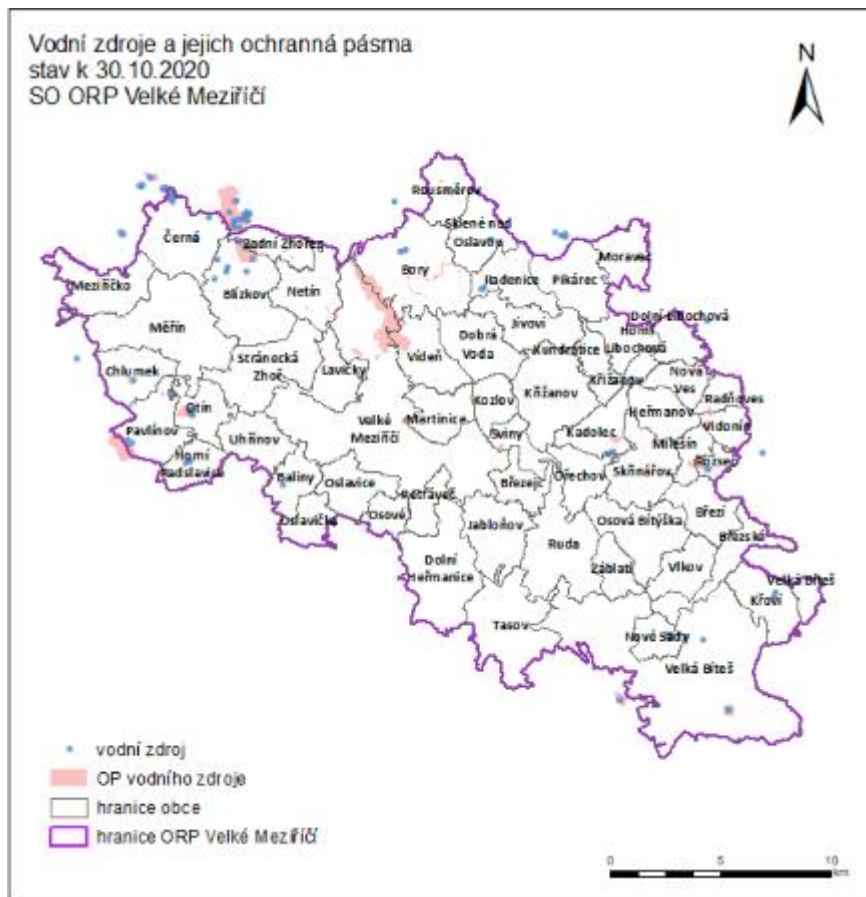 Vodní zdroje a jejich ochranná pásma
stav k 30.10.2020
SO ORP Velké Meziříčí
N
Rousměrov
Sklené nad
Oslavou
Černá
Zadní Zhořec
Moravec
Bory
Radenice
Pikárec
Meziříčko
Netín
Blízkov
Dolní Libochová
Měřín
Jívoví
Horní
Libochová
Dobrá
Voda
Vídeň
Kundratice
Stránecká
Zhoř
Lavičky
Chlumek
Nová
Ves
Křižanov
Křižanov
Kozlov
Radňoves
Otín
Heřmanov
Velké
Meziříčí
Martinice
Vidonín
Pavlínov
Uhřínov
Sviny
Kadolec
Milešín
Horní
Radslavice
Rozseč
Baliny
Oslavice
Březejc
Ořechov
Skřinářov
Petráveč
Oslavička
Osové
Jabloňov
Osová Bítýška
Březí
Březské
Ruda
Dolní
Heřmanice
Záblatí
Vlkov
Velká Bíteš
Křoví
Tasov
Nové Sady
Velká Bíteš
vodní zdroj
OP vodního zdroje
hranice obce
hranice ORP Velké Meziříčí
0 5 10
km